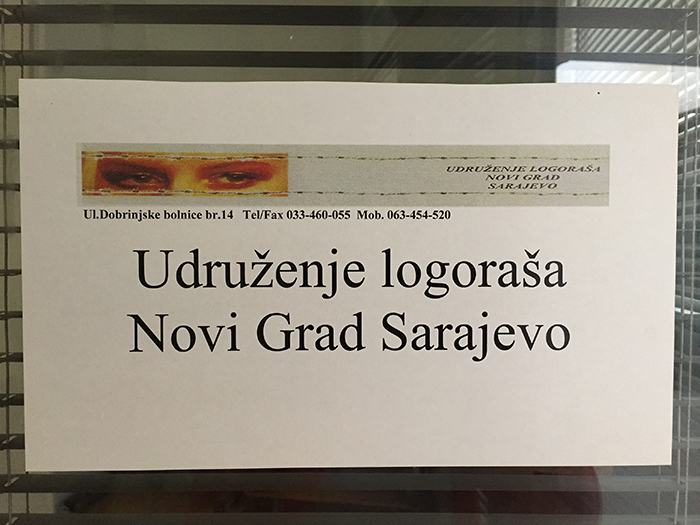 UDRUŽENJE LOGORAŠA
NOVI GRAD
SARAJEVO
Ul.Dobrinjske bolnice br.14 Tel/Fax 033-460-055 Mob. 063-454-520
Udruženje logoraša
Novi Grad Sarajevo